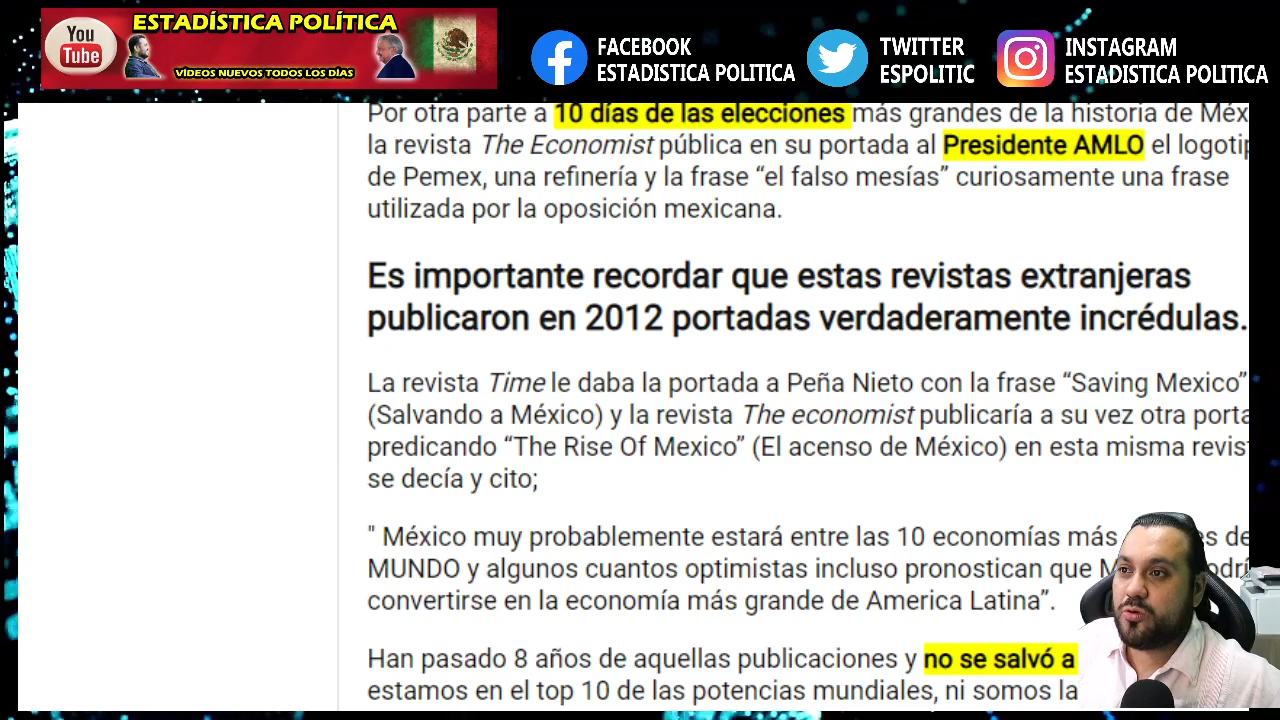 You
Tube
ESTADÍSTICA POLÍTICA
VÍDEOS NUEVOS TODOS LOS DÍAS
FACEBOOK
ESTADISTICA POLITICA
TWITTER
ESPOLITIC
INSTAGRAM
ESTADISTICA POLITICA
Por otra parte a 10 días de las elecciones más grandes de la historia de
la revista The Economist pública en su portada al Presidente AMLO el
de Pemex, una refinería y la frase “el falso mesías” curiosamente una frase
utilizada por la oposición mexicana.
Es importante recordar que estas revistas extranjeras
publicaron en 2012 portadas verdaderamente incrédulas.
La revista Time le daba la portada a Peña Nieto con la frase “Saving Mexico”
(Salvando a México) y la revista The economist publicaría a su vez otra
predicando “The Rise Of Mexico” (El acenso de México) en esta misma
se decía y cito;
" México muy probablemente estará entre las 10 economías más
MUNDO y algunos cuantos optimistas incluso pronostican que
convertirse en la economía más grande de America Latina”.
Han pasado 8 años de aquellas publicaciones y no se salvó a
estamos en el top 10 de las potencias mundiales, ni somos la